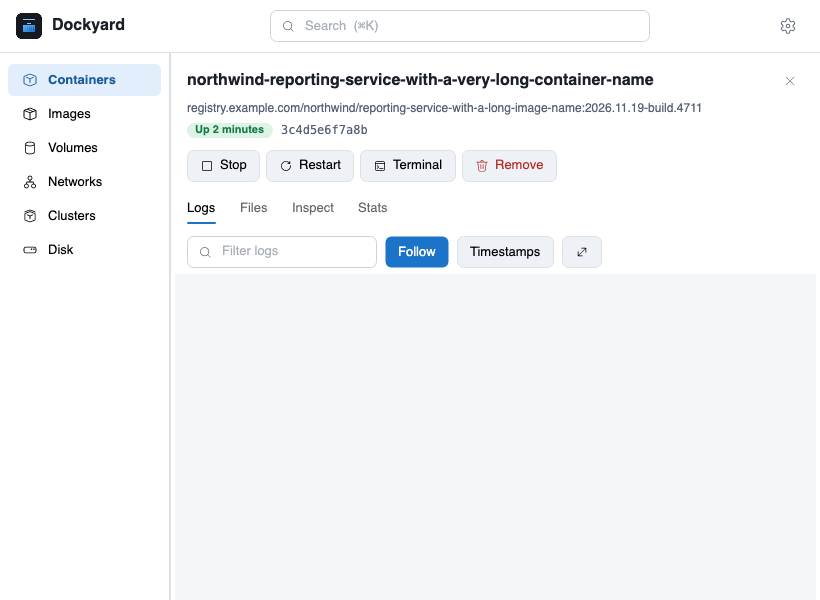 Dockyard
Search (⌘K)
Containers
Images
Volumes
Networks
Clusters
Disk
northwind-reporting-service-with-a-very-long-container-name
registry.example.com/northwind/reporting-service-with-a-long-image-name:2026.11.19-build.4711
Up 2 minutes 3c4d5e6f7a8b
Stop Restart Terminal Remove
Logs Files Inspect Stats
Filter logs Follow Timestamps